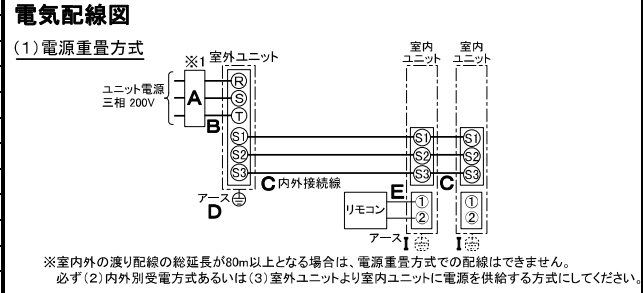 電気配線図
(1)電源重畳方式
※1 室外ユニット
室内
ユニット
室内
ユニット
ユニット電源
三相 200V
A
B
R
S
T
S1
S2
S3
S1
S2
S3
S1
S2
S3
C 内外接続線
C
アース
D
E
リモコン
①
②
①
②
アース I
I
※室内外の渡り配線の総延長が80m以上となる場合は、電源重畳方式での配線はできません。
必ず(2)内外別受電方式あるいは(3)室外ユニットより室内ユニットに電源を供給する方式にしてください。